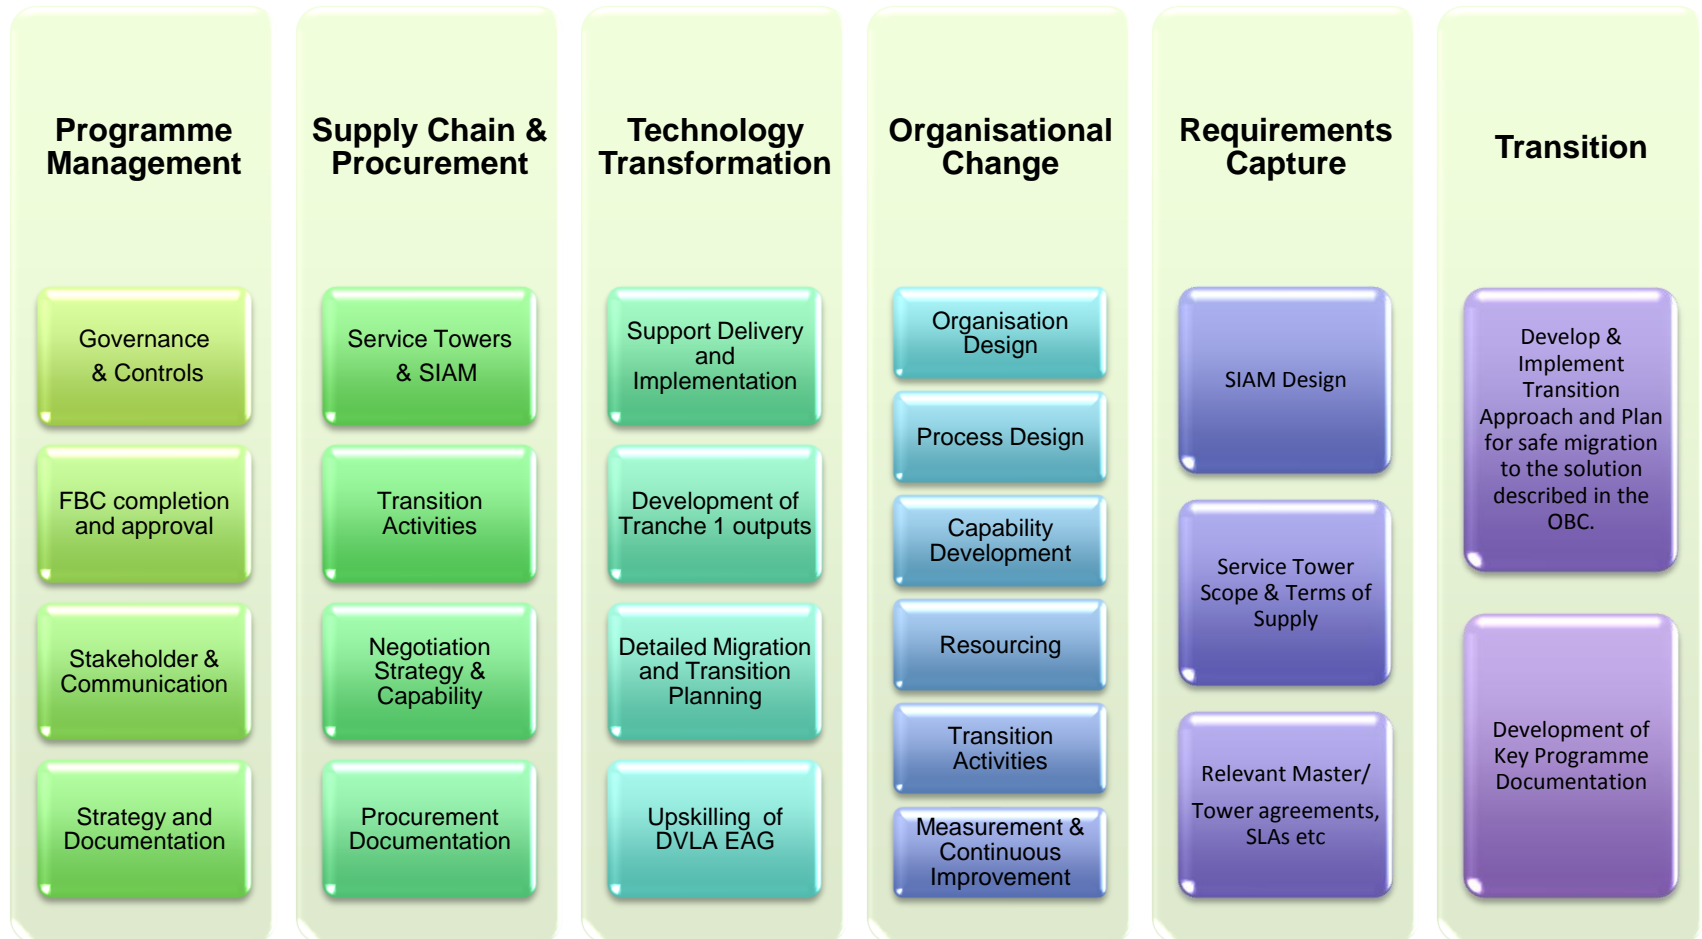 Programme
Management
Governance
& Controls
FBC completion
and approval
Stakeholder &
Communication
Strategy and
Documentation
Supply Chain &
Procurement
Service Towers
& SIAM
Transition
Activities
Negotiation
Strategy &
Capability
Procurement
Documentation
Technology
Transformation
Support Delivery
and
Implementation
Development of
Tranche 1 outputs
Detailed Migration
and Transition
Planning
Upskilling of
DVLA EAG
Organisational
Change
Organisation
Design
Process Design
Capability
Development
Resourcing
Transition
Activities
Measurement &
Continuous
Improvement
Requirements
Capture
SIAM Design
Service Tower
Scope & Terms of
Supply
Relevant Master/
Tower agreements,
SLAs etc
Transition
Develop &
Implement
Transition
Approach and Plan
for safe migration
to the solution
described in the
OBC.
Development of
Key Programme
Documentation